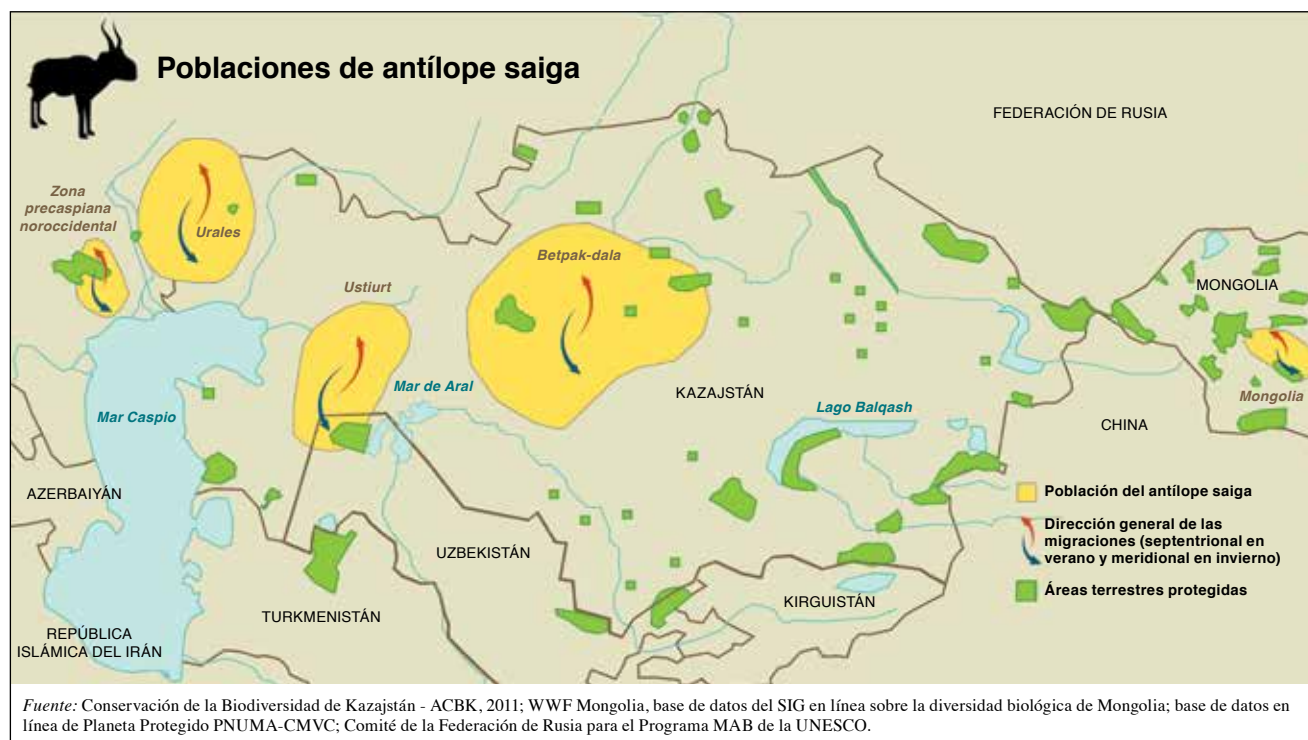 Poblaciones de antílope saiga
FEDERACIÓN DE RUSIA
Zona
precaspiana
noroccidental
Urales
Betpak-dala
Ustiurt
MONGOLIA
Mar de Aral
KAZAJSTÁN
Mongolia
Mar Caspio
Lago Balqash
CHINA
AZERBAIYÁN
UZBEKISTÁN
TURKMENISTÁN
KIRGUISTÁN
REPÚBLICA
ISLÁMICA DEL IRÁN
Población del antílope saiga
Dirección general de las
migraciones (septentrional en
verano y meridional en invierno)
Áreas terrestres protegidas
Fuente: Conservación de la Biodiversidad de Kazajstán - ACBK, 2011; WWF Mongolia, base de datos del SIG en línea sobre la diversidad biológica de Mongolia; base de datos en
línea de Planeta Protegido PNUMA-CMVC; Comité de la Federación de Rusia para el Programa MAB de la UNESCO.